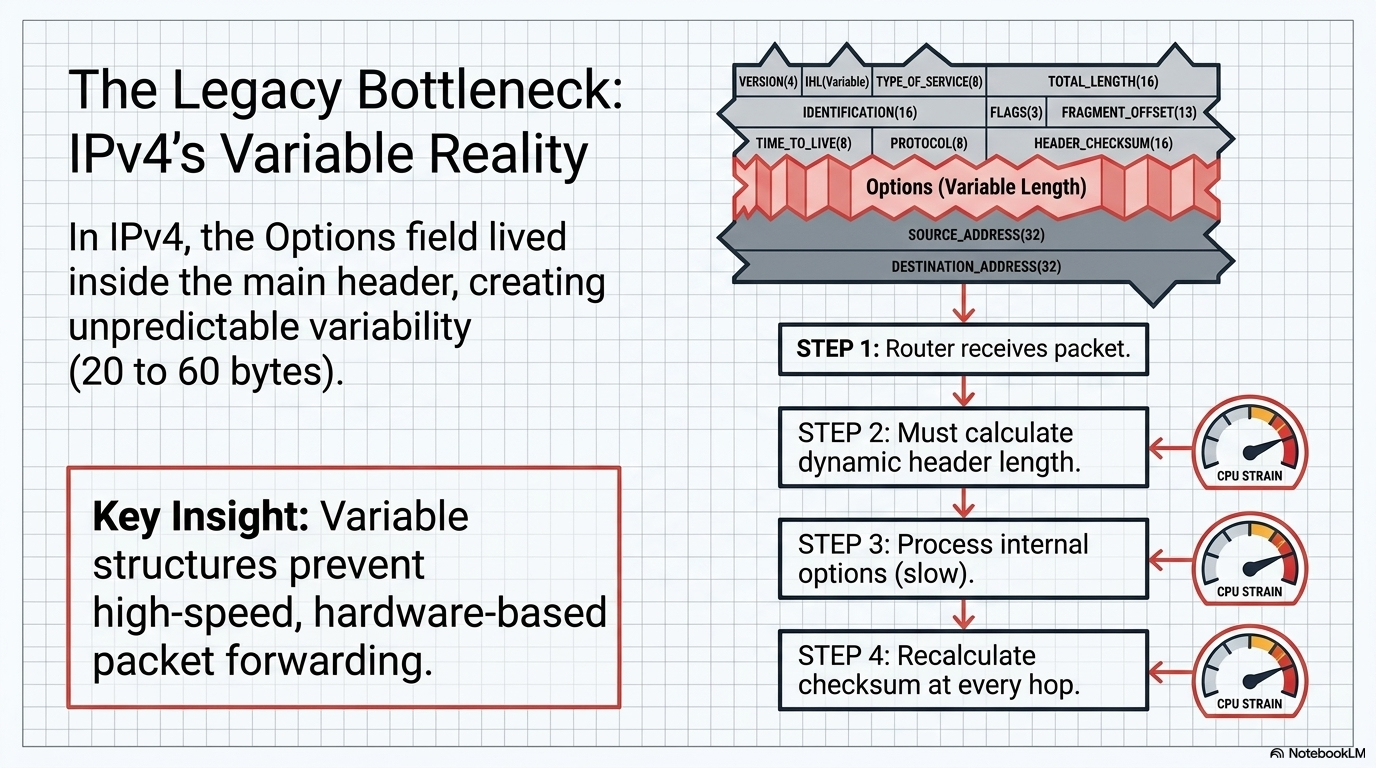 The Legacy Bottleneck:
IPv4’s Variable Reality
In IPv4, the Options field lived
inside the main header, creating
unpredictable variability
(20 to 60 bytes).
Key Insight: Variable
structures prevent
high-speed, hardware-based
packet forwarding.
VERSION(4) IHL(Variable) TYPE_OF_SERVICE(8) TOTAL_LENGTH(16)
IDENTIFICATION(16) FLAGS(3) FRAGMENT_OFFSET(13)
TIME_TO_LIVE(8) PROTOCOL(8) HEADER_CHECKSUM(16)
Options (Variable Length)
SOURCE_ADDRESS(32)
DESTINATION_ADDRESS(32)
STEP 1: Router receives packet.
STEP 2: Must calculate
dynamic header length.
CPU STRAIN
STEP 3: Process internal
options (slow).
CPU STRAIN
STEP 4: Recalculate
checksum at every hop.
CPU STRAIN
NotebookLM